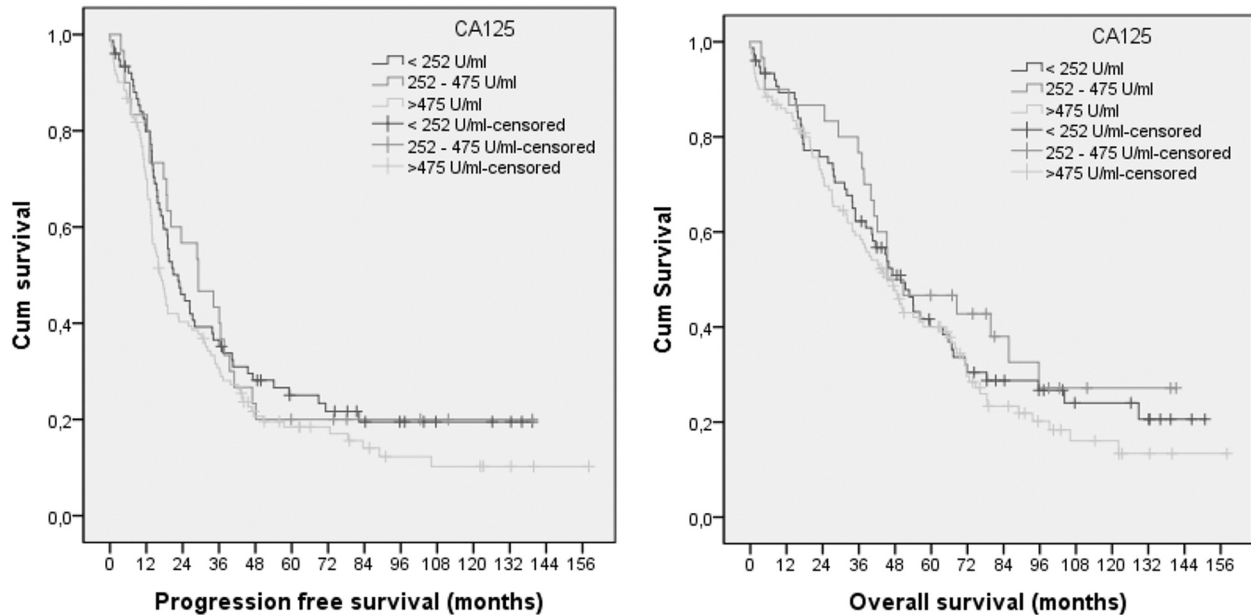 CA125
< 252 U/ml
252 - 475 U/ml
>475 U/ml
< 252 U/ml-censored
252 - 475 U/ml-censored
>475 U/ml-censored
Cum survival
1,0
0,8
0,6
0,4
0,2
0,0
0 12 24 36 48 60 72 84 96 108 120 132 144 156
Progression free survival (months)
CA125
< 252 U/ml
252 - 475 U/ml
>475 U/ml
< 252 U/ml-censored
252 - 475 U/ml-censored
>475 U/ml-censored
Cum Survival
1,0
0,8
0,6
0,4
0,2
0,0
0 12 24 36 48 60 72 84 96 108 120 132 144 156
Overall survival (months)